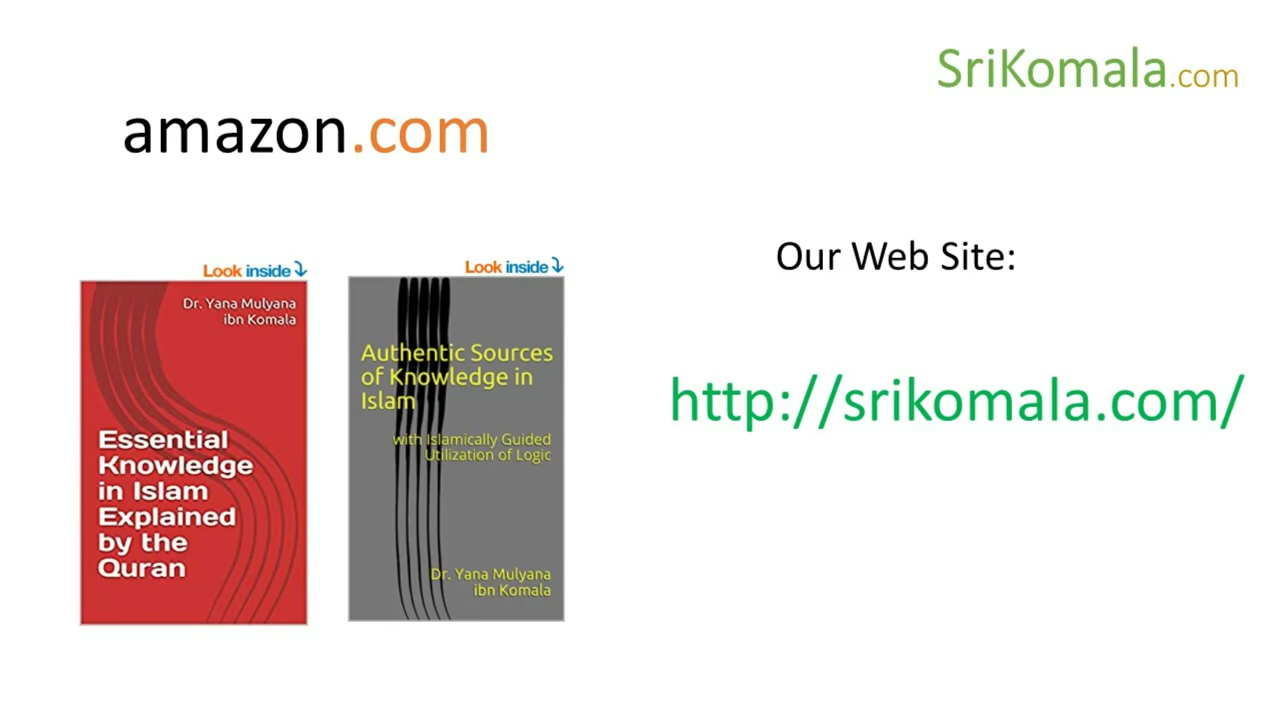 SriKomala.com
amazon.com
Look inside
Dr. Yana Mulyana
ibn Komala
Essential
Knowledge
in Islam
Explained
by the
Quran
Look inside
Authentic Sources
of Knowledge in
Islam
with Islamically Guided
Utilization of Logic
Dr. Yana Mulyana
ibn Komala
Our Web Site:
http://srikomala.com/